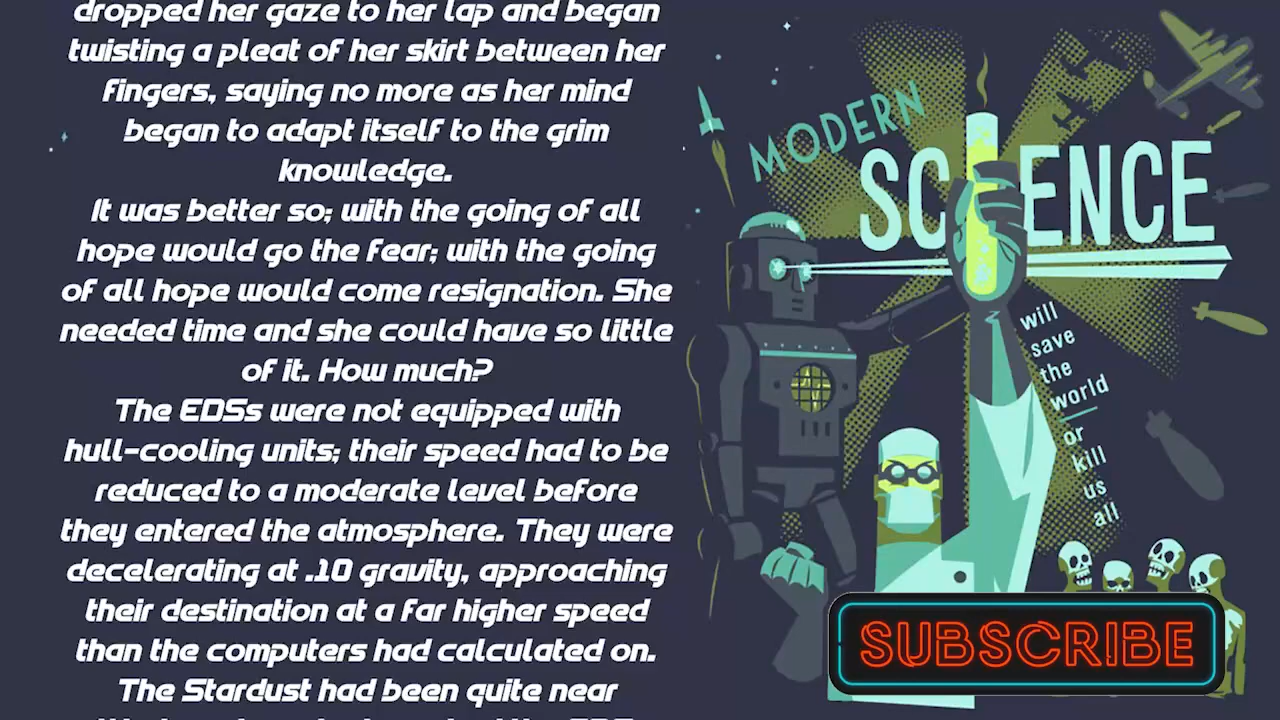 dropped her gaze to her lap and began
twisting a pleat of her skirt between her
fingers, saying no more as her mind
began to adapt itself to the grim
knowledge.
It was better so; with the going of all
hope would go the fear; with the going
of all hope would come resignation. She
needed time and she could have so little
of it. How much?
The EDSs were not equipped with
hull-cooling units; their speed had to be
reduced to a moderate level before
they entered the atmosphere. They were
decelerating at .10 gravity, approaching
their destination at a far higher speed
than the computers had calculated on.
The Stardust had been quite near
MODERN
SCIENCE
will
save
the
world
or
kill
us
all
SUBSCRIBE